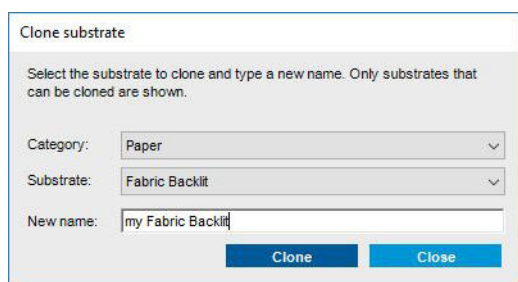 Clone substrate
Select the substrate to clone and type a new name. Only substrates that
can be cloned are shown.
Category: Paper
Substrate: Fabric Backlit
New name: my Fabric Backlit
Clone Close